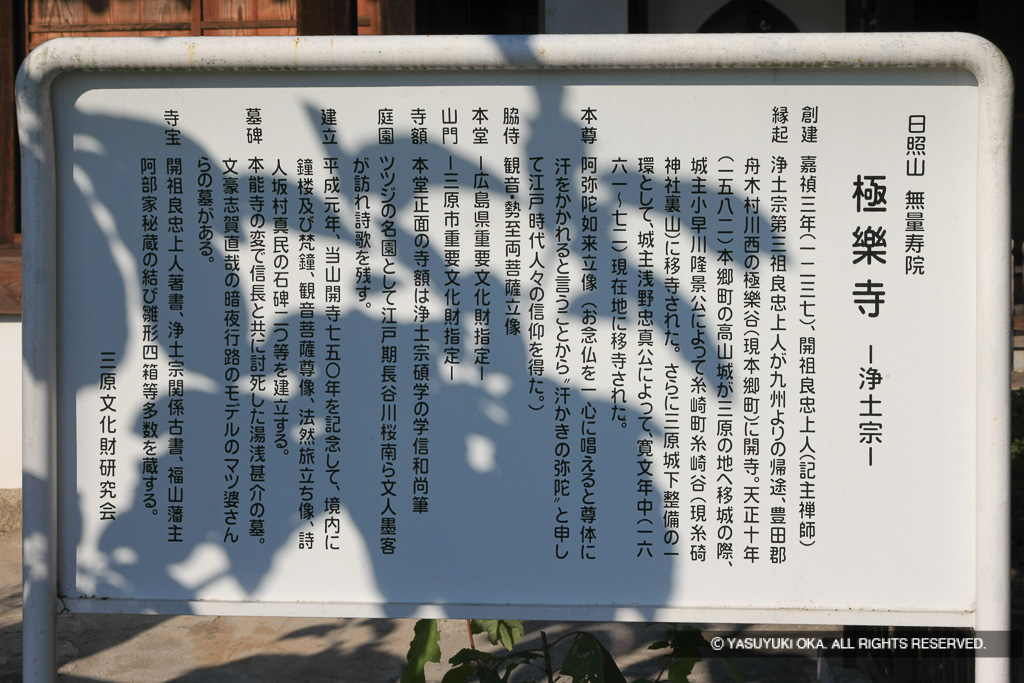 日照山 無量寿院
極樂寺 ー浄土宗ー
創建 嘉禎三年(一二三七)、開祖良忠上人(記主禅師)
縁起 浄土宗第三祖良忠上人が九州よりの帰途、豊田郡
舟木村川西の極樂谷(現本郷町)に開寺。天正十年
(一五八二)本郷町の高山城が三原の地へ移城の際、
城主小早川隆景公によって糸崎町糸崎谷(現糸碕
神社裏山)に移寺された。さらに三原城下整備の一
環として、城主浅野忠真公によって、寛文年中(一六
六一〜七二)現在地に移寺された。
本尊 阿弥陀如来立像(お念仏を一心に唱えると尊体に
汗をかかれると言うことから〝汗かきの弥陀〟と申し
て江戸時代人々の信仰を得た。)
脇侍 観音・勢至両菩薩立像
本堂 ー広島県重要文化財指定ー
山門 ー三原市重要文化財指定ー
寺額 本堂正面の寺額は浄土宗碩学の学信和尚筆
庭園 ツツジの名園として江戸期長谷川桜南ら文人墨客
が訪れ詩歌を残す。
建立 平成元年、当山開寺七五〇年を記念して、境内に
鐘楼及び梵鐘、観音菩薩尊像、法然旅立ち像、詩
人坂村真民の石碑二つ等を建立する。
墓碑 本能寺の変で信長と共に討死した湯浅甚介の墓。
文豪志賀直哉の暗夜行路のモデルのマツ婆さん
らの墓がある。
寺宝 開祖良忠上人著書、浄土宗関係古書、福山藩主
阿部家秘蔵の結び雛形四箱等多数を蔵する。
三原文化財研究会
© YASUYUKI OKA. ALL RIGHTS RESERVED.